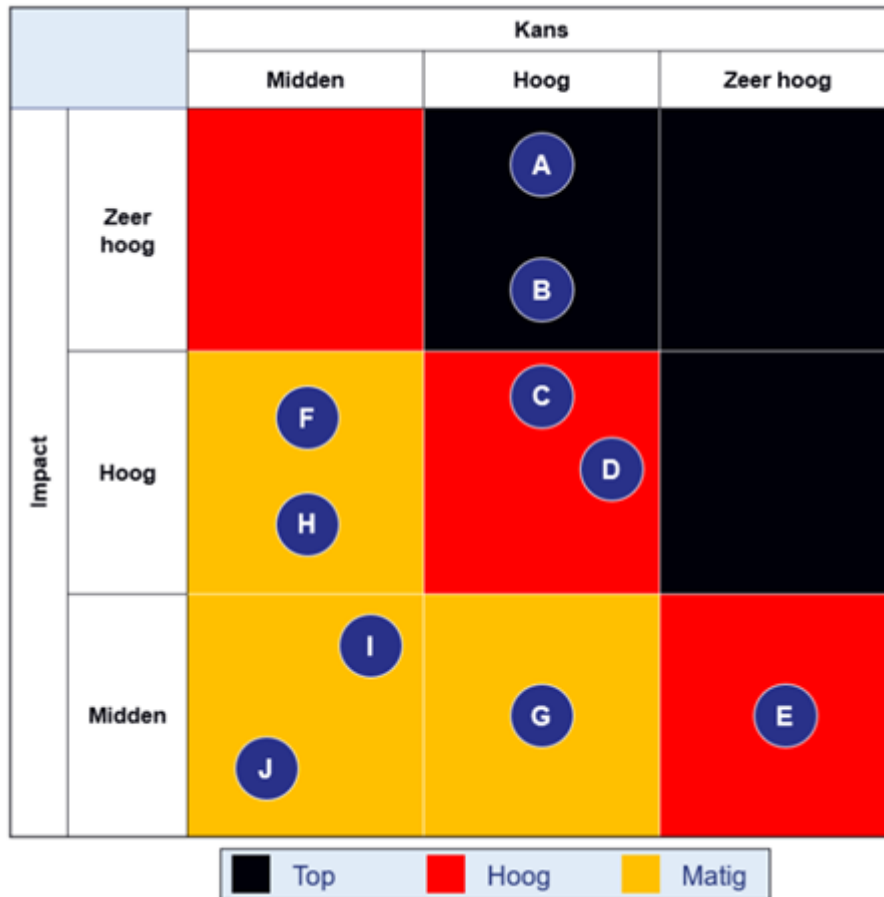 Kans
Midden
Hoog
Zeer hoog
Impact
Zeer
hoog
A
B
Hoog
F
H
C
D
Midden
I
J
G
E
Top
Hoog
Matig